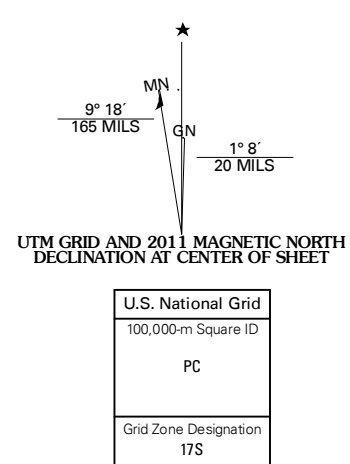 MN
GN
9° 18´
165 MILS
1° 8´
20 MILS
UTM GRID AND 2011 MAGNETIC NORTH
DECLINATION AT CENTER OF SHEET
U.S. National Grid
100,000-m Square ID
PC
Grid Zone Designation
17S